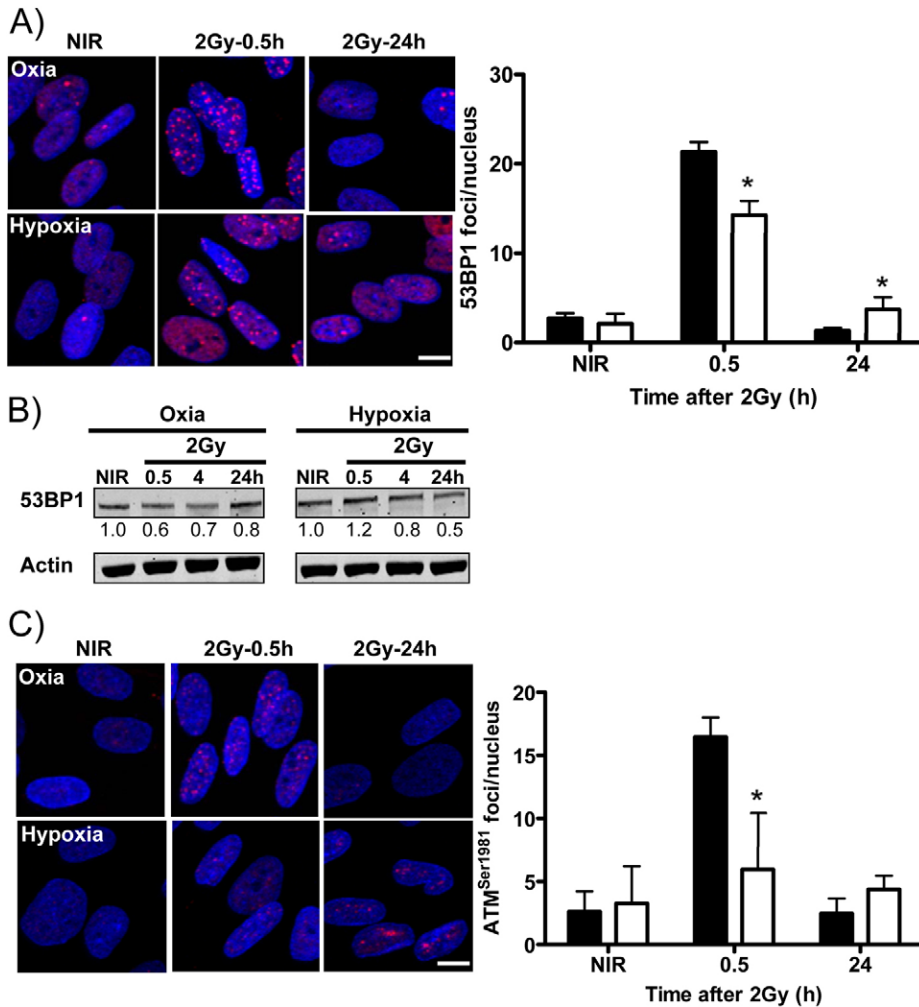 A)
NIR 2Gy-0.5h 2Gy-24h
Oxia
Hypoxia
53BP1 foci/nucleus
30
20
10
0
* *
NIR 0.5 24
Time after 2Gy (h)
B)
Oxia Hypoxia
2Gy 2Gy
NIR 0.5 4 24h NIR 0.5 4 24h
53BP1
1.0 0.6 0.7 0.8 1.0 1.2 0.8 0.5
Actin
C)
NIR 2Gy-0.5h 2Gy-24h
Oxia
Hypoxia
ATM^Ser1981 foci/nucleus
20
15
10
5
0
*
NIR 0.5 24
Time after 2Gy (h)